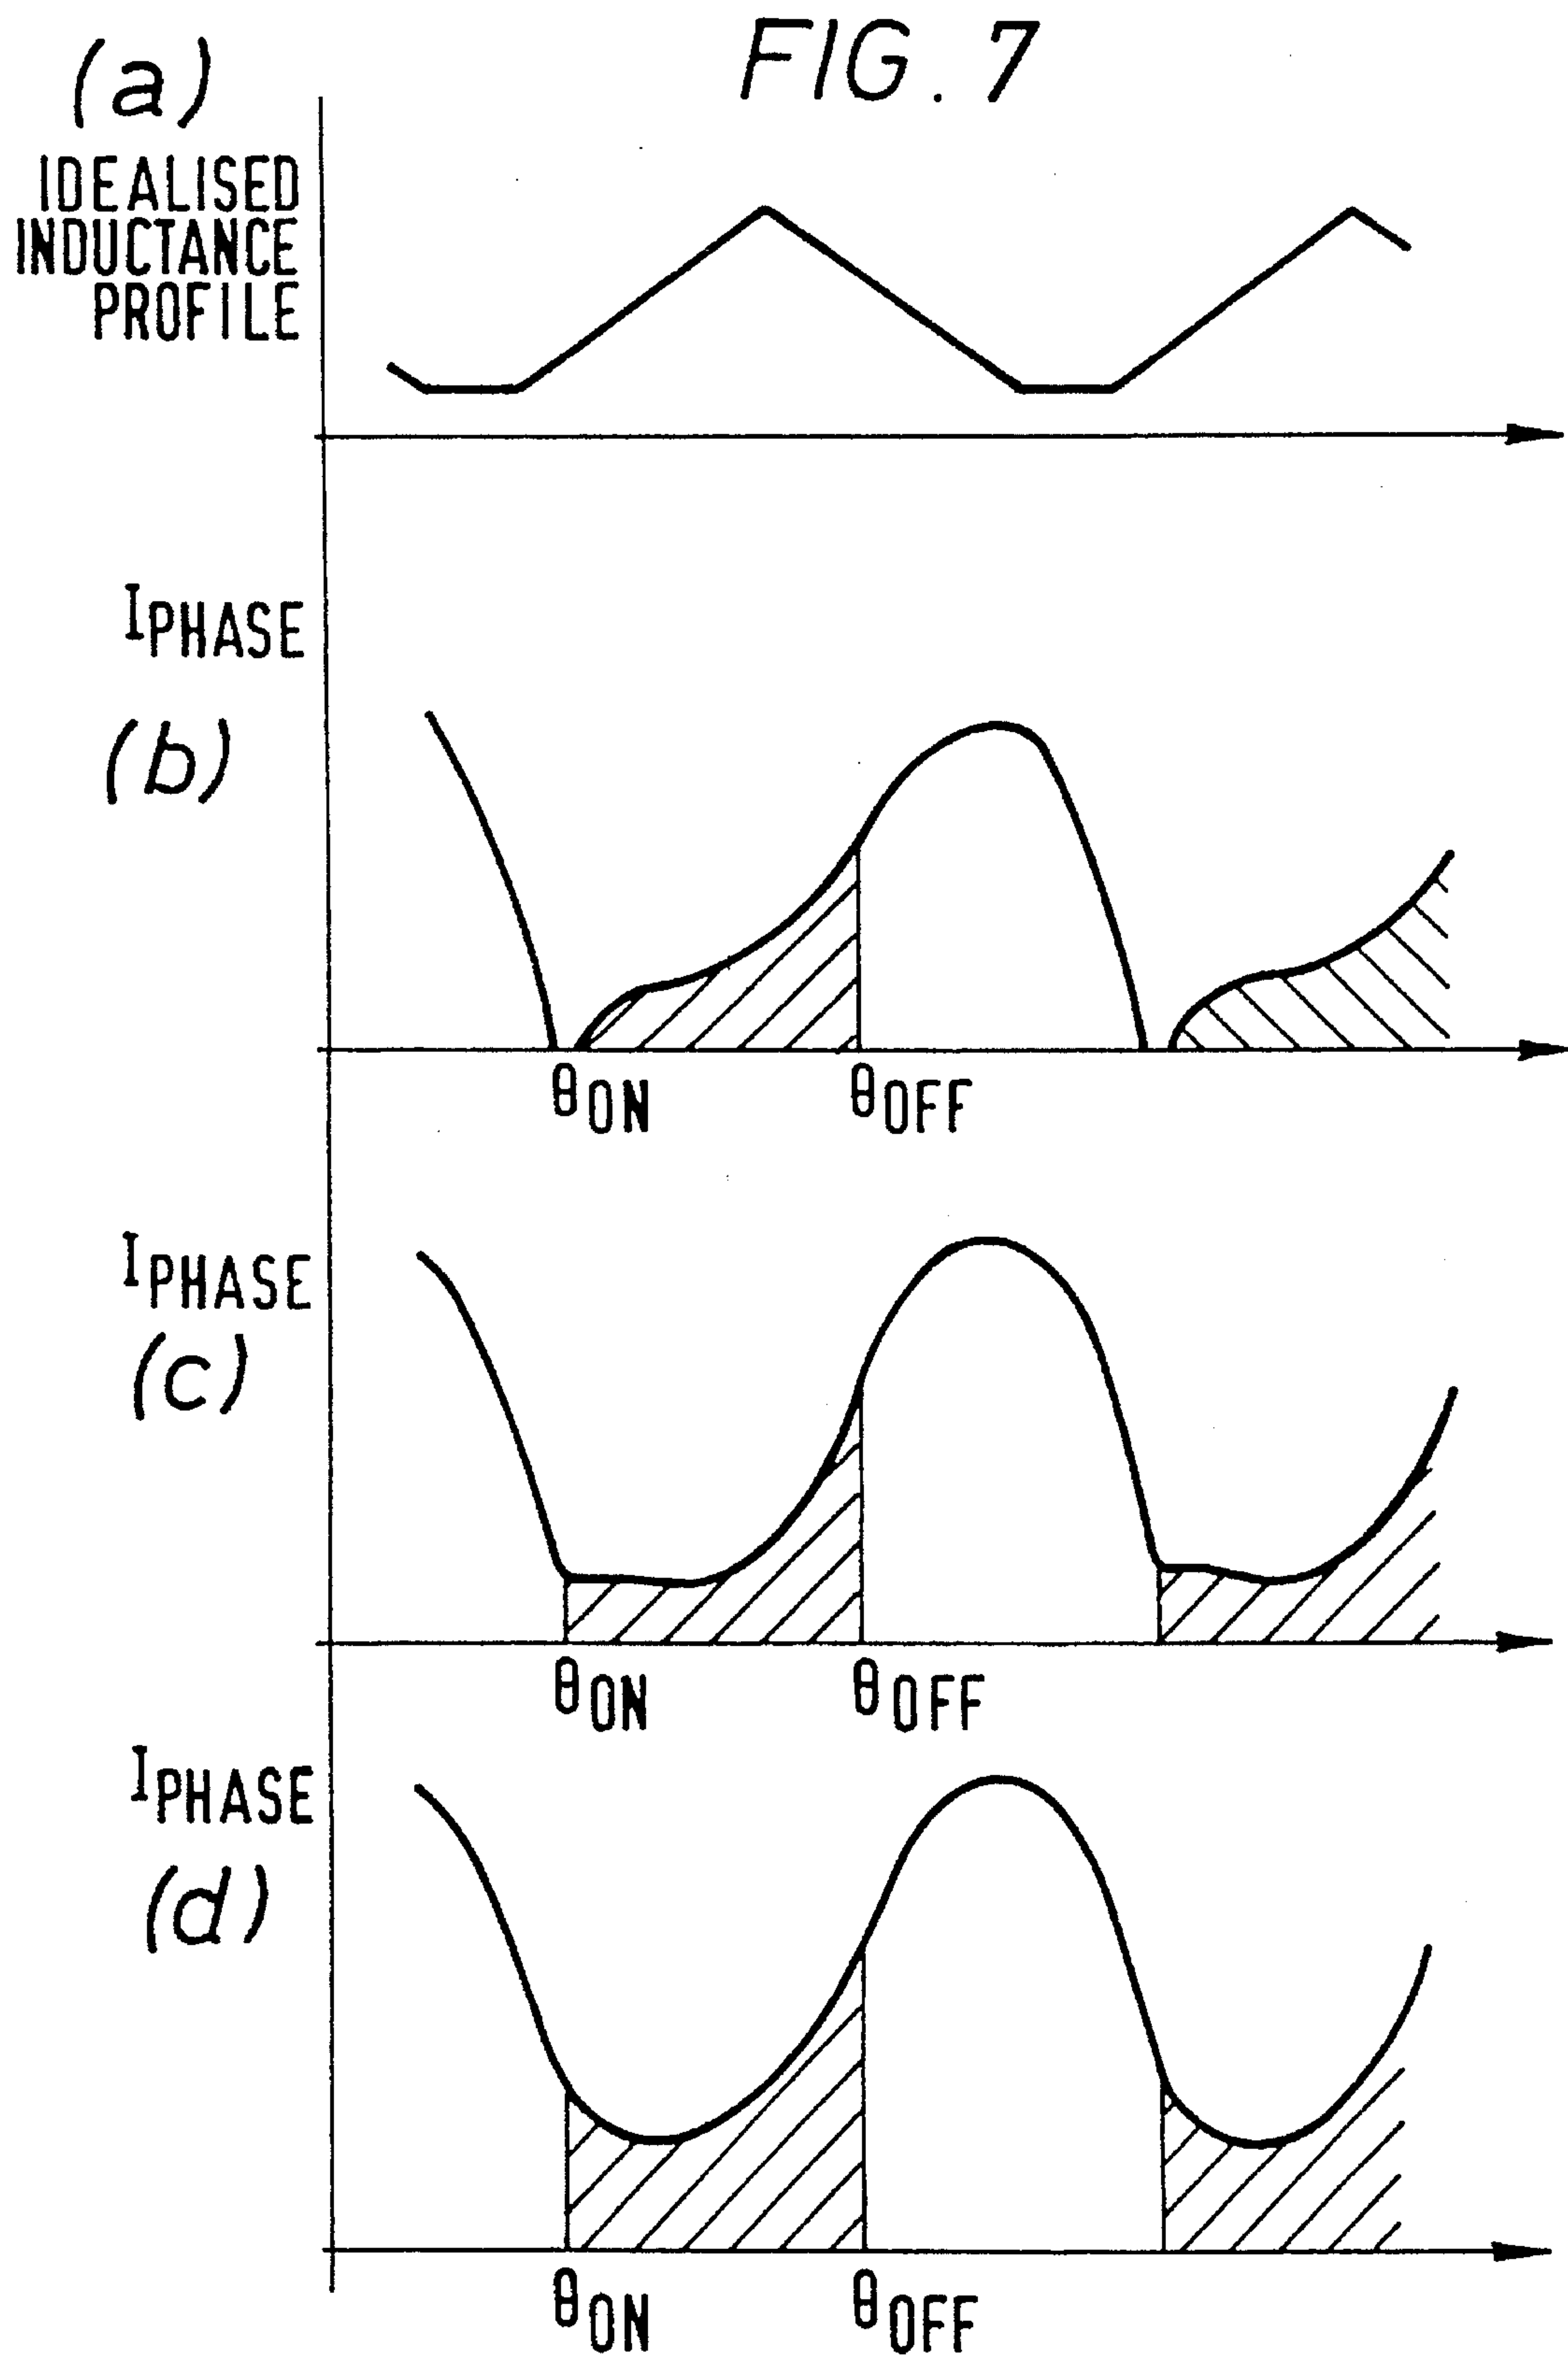 FIG. 7
(a)
IDEALISED
INDUCTANCE
PROFILE
IPHASE
(b)
θON θOFF
IPHASE
(c)
θON θOFF
IPHASE
(d)
θON θOFF